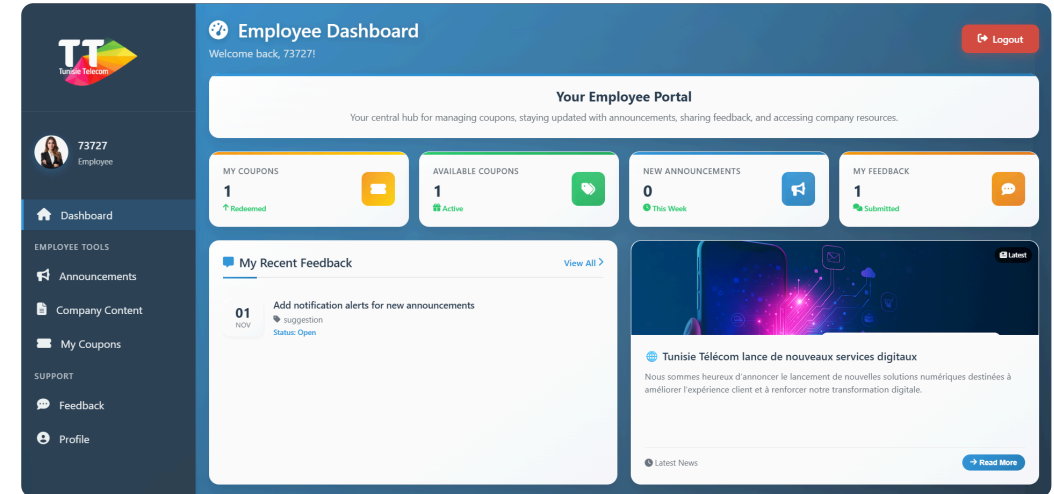 TT
Tunisie Telecom
73727
Employee
Dashboard
EMPLOYEE TOOLS
Announcements
Company Content
My Coupons
SUPPORT
Feedback
Profile
Employee Dashboard
Welcome back, 73727!
Logout
Your Employee Portal
Your central hub for managing coupons, staying updated with announcements, sharing feedback, and accessing company resources.
MY COUPONS
1
Redeemed
AVAILABLE COUPONS
1
Active
NEW ANNOUNCEMENTS
0
This Week
MY FEEDBACK
1
Submitted
My Recent Feedback
View All
01
NOV
Add notification alerts for new announcements
suggestion
Status: Open
Latest
Tunisie Télécom lance de nouveaux services digitaux
Nous sommes heureux d'annoncer le lancement de nouvelles solutions numériques destinées à
améliorer l'expérience client et à renforcer notre transformation digitale.
Latest News
Read More